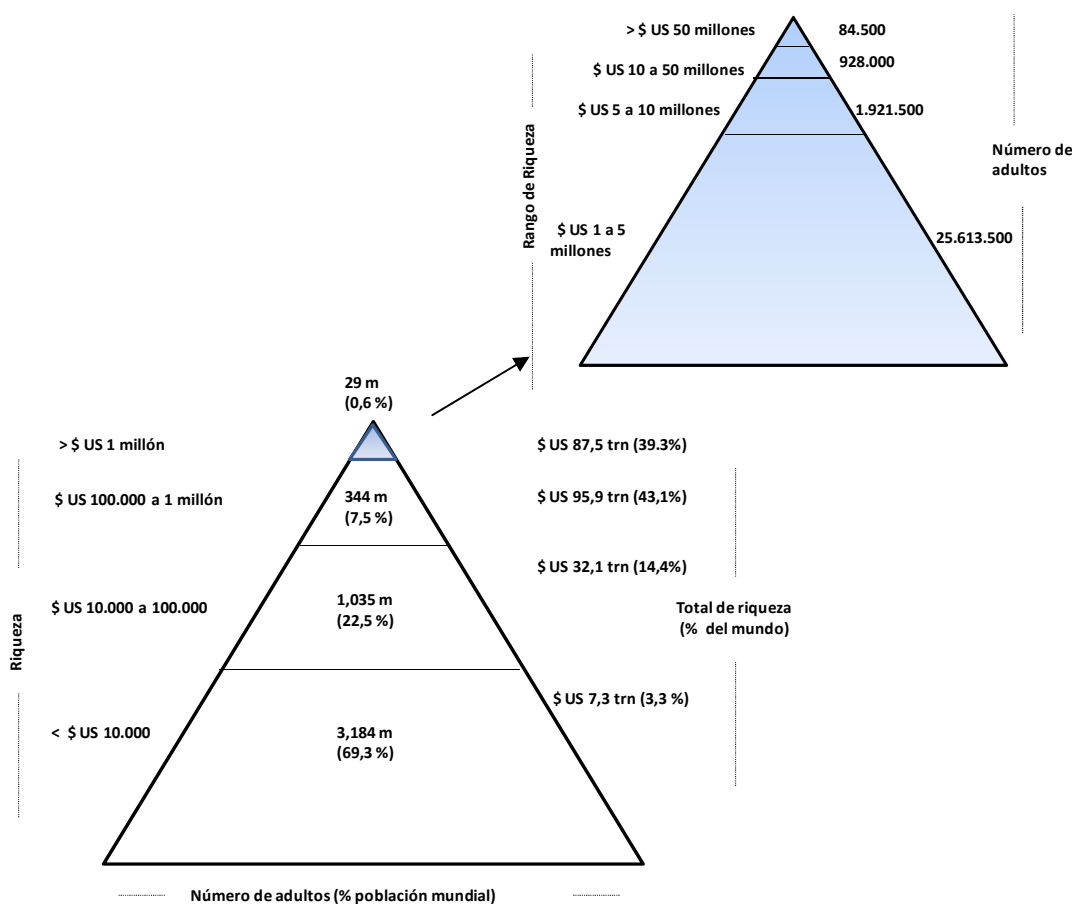 > $ US 50 millones
84.500
$ US 10 a 50 millones
928.000
$ US 5 a 10 millones
1.921.500
Rango de Riqueza
Número de
adultos
$ US 1 a 5
millones
25.613.500
29 m
(0,6 %)
> $ US 1 millón
$ US 87,5 trn (39.3%)
$ US 100.000 a 1 millón
344 m
(7,5 %)
$ US 95,9 trn (43,1%)
$ US 32,1 trn (14,4%)
$ US 10.000 a 100.000
1,035 m
(22,5 %)
Total de riqueza
(% del mundo)
Riqueza
$ US 7,3 trn (3,3 %)
< $ US 10.000
3,184 m
(69,3 %)
Número de adultos (% población mundial)